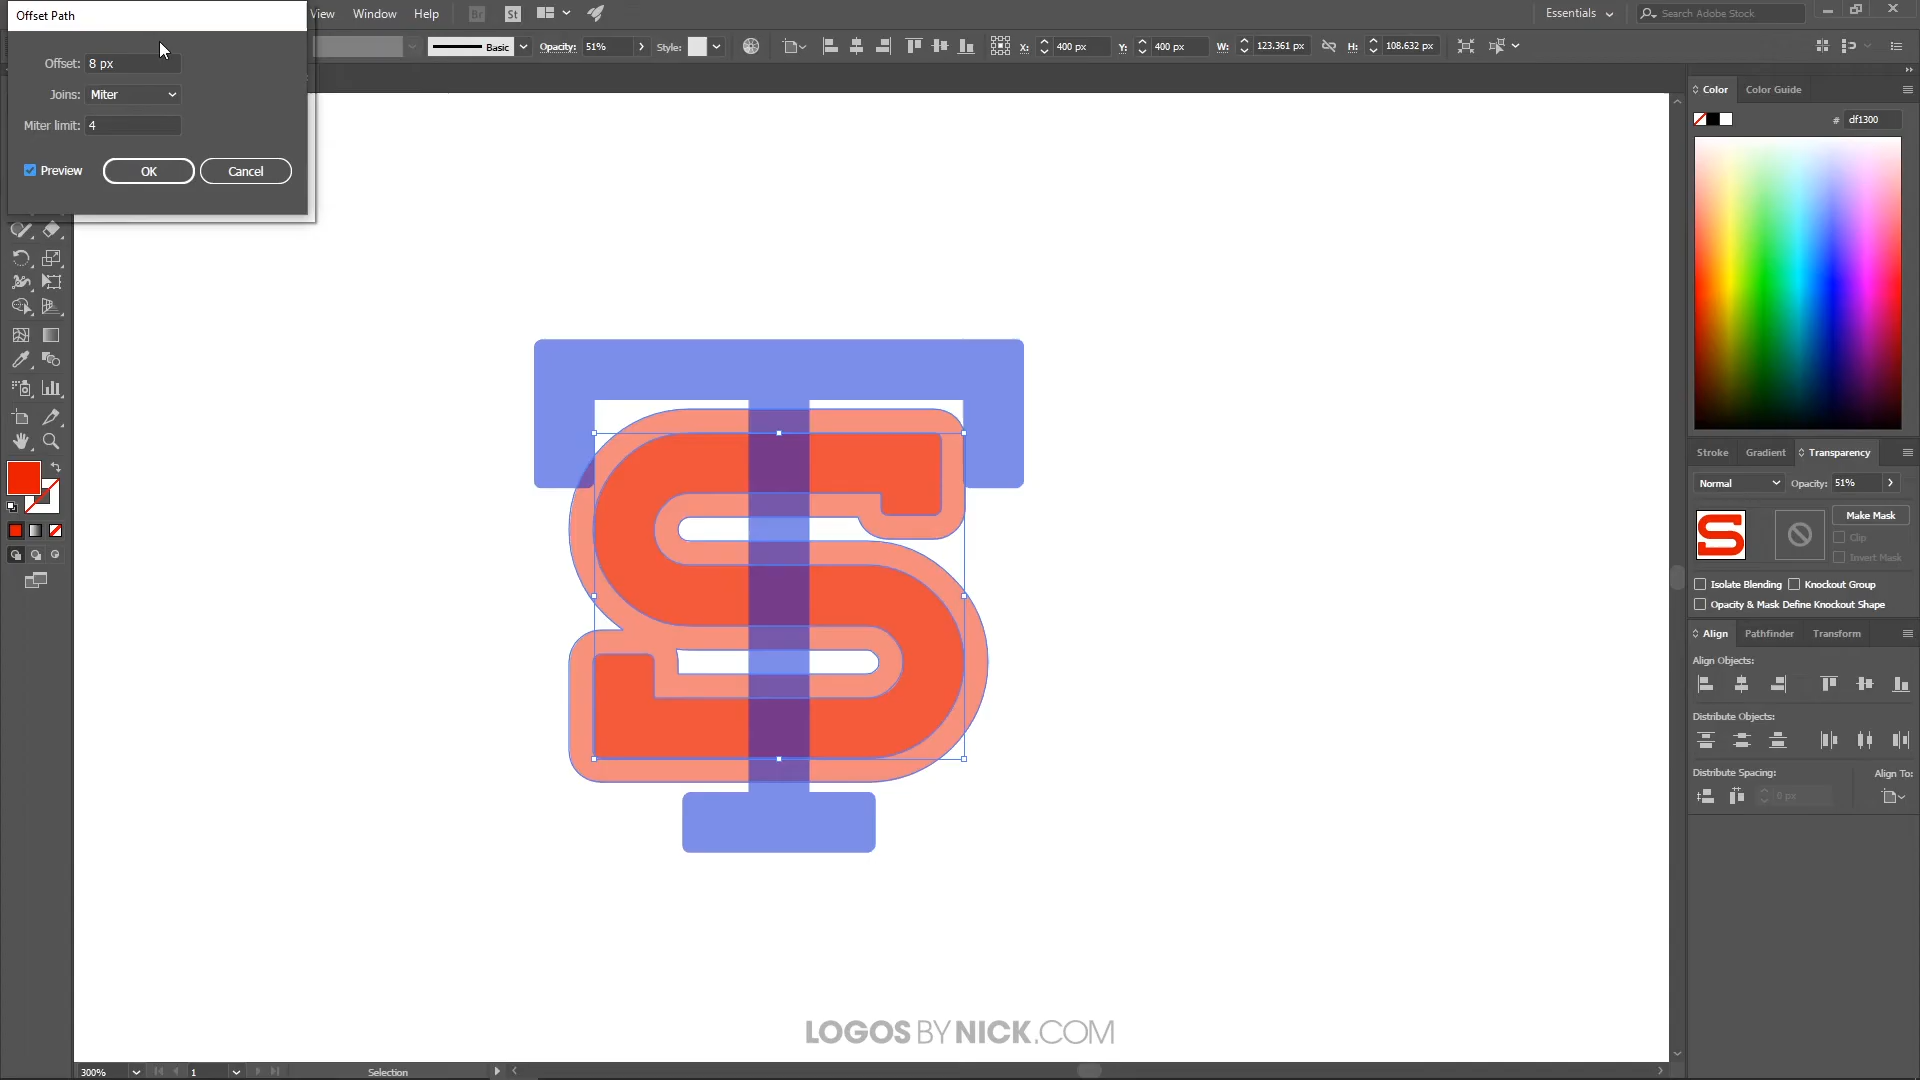 Offset Path
View Window Help Br St
Essentials
Search Adobe Stock
Offset: 8 px
Joins: Miter
Miter limit: 4
Preview OK Cancel
Basic Opacity: 51% Style:
X: 400 px Y: 400 px W: 123.361 px H: 108.632 px
Color Color Guide
# df1300
Stroke Gradient Transparency
Normal Opacity: 51%
Make Mask
Clip
Invert Mask
Isolate Blending Knockout Group
Opacity & Mask Define Knockout Shape
Align Pathfinder Transform
Align Objects:
Distribute Objects:
Distribute Spacing: Align To:
0 px
T
S
LOGOS BY NICK.COM
300% 1 Selection